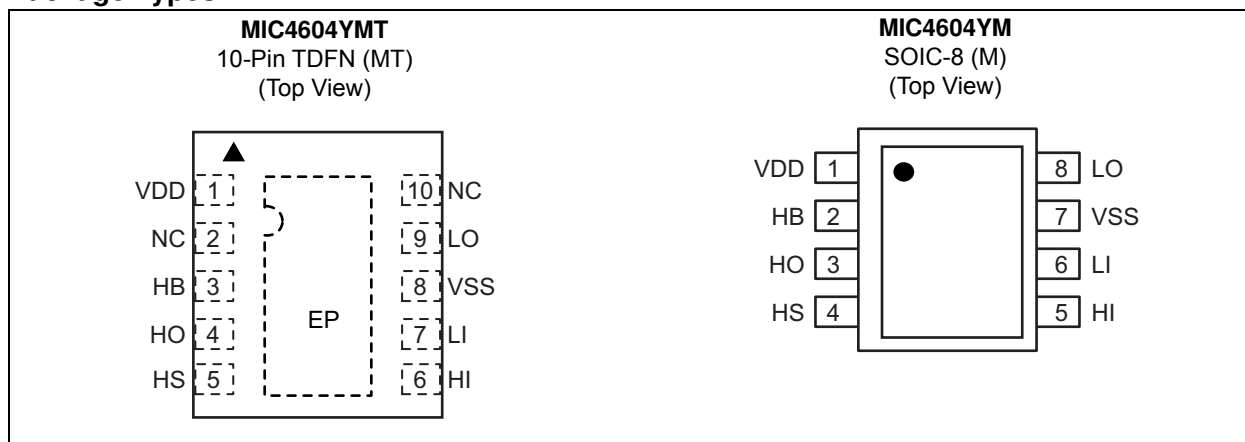 MIC4604YMT
10-Pin TDFN (MT)
(Top View)
VDD 1
NC 2
HB 3
HO 4
HS 5
EP
10 NC
9 LO
8 VSS
7 LI
6 HI
MIC4604YM
SOIC-8 (M)
(Top View)
VDD 1
HB 2
HO 3
HS 4
8 LO
7 VSS
6 LI
5 HI